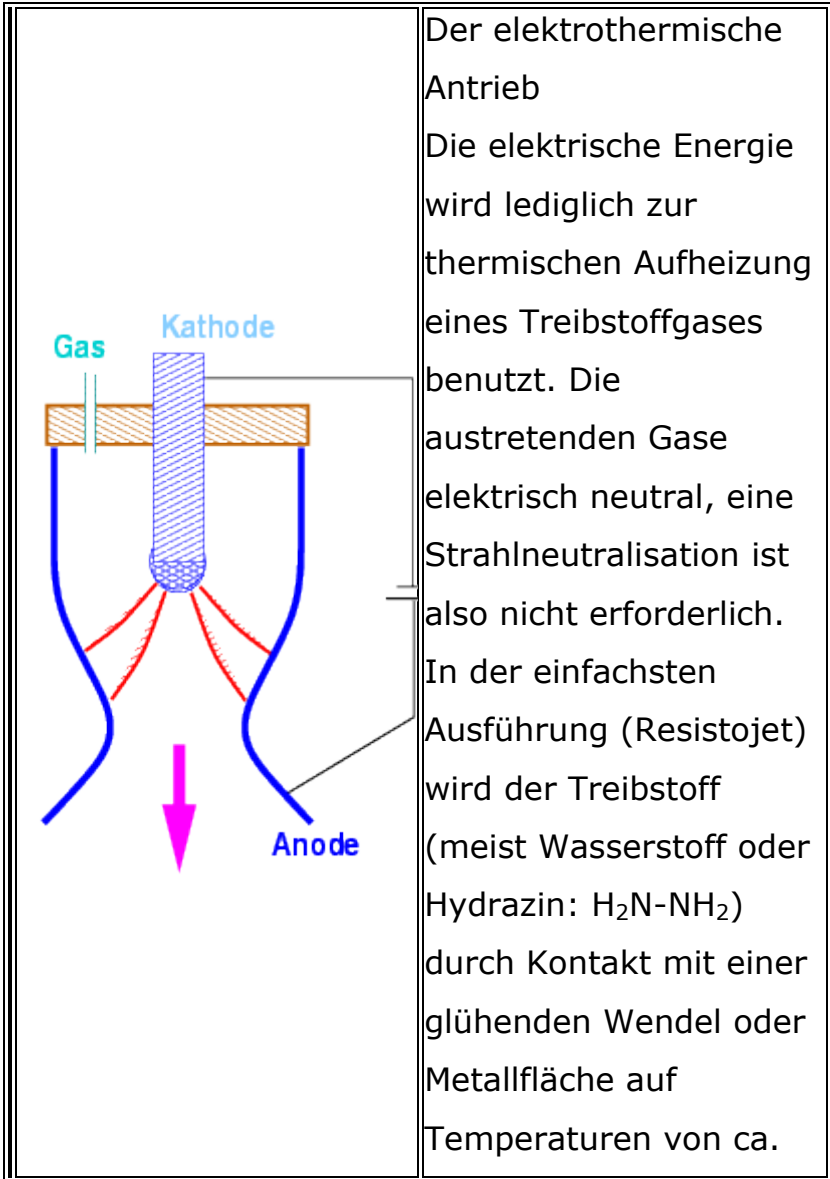 Gas
Kathode
Anode
Der elektrothermische
Antrieb
Die elektrische Energie
wird lediglich zur
thermischen Aufheizung
eines Treibstoffgases
benutzt. Die
austretenden Gase
elektrisch neutral, eine
Strahlneutralisation ist
also nicht erforderlich.
In der einfachsten
Ausführung (Resistojet)
wird der Treibstoff
(meist Wasserstoff oder
Hydrazin: H₂N-NH₂)
durch Kontakt mit einer
glühenden Wendel oder
Metallfläche auf
Temperaturen von ca.